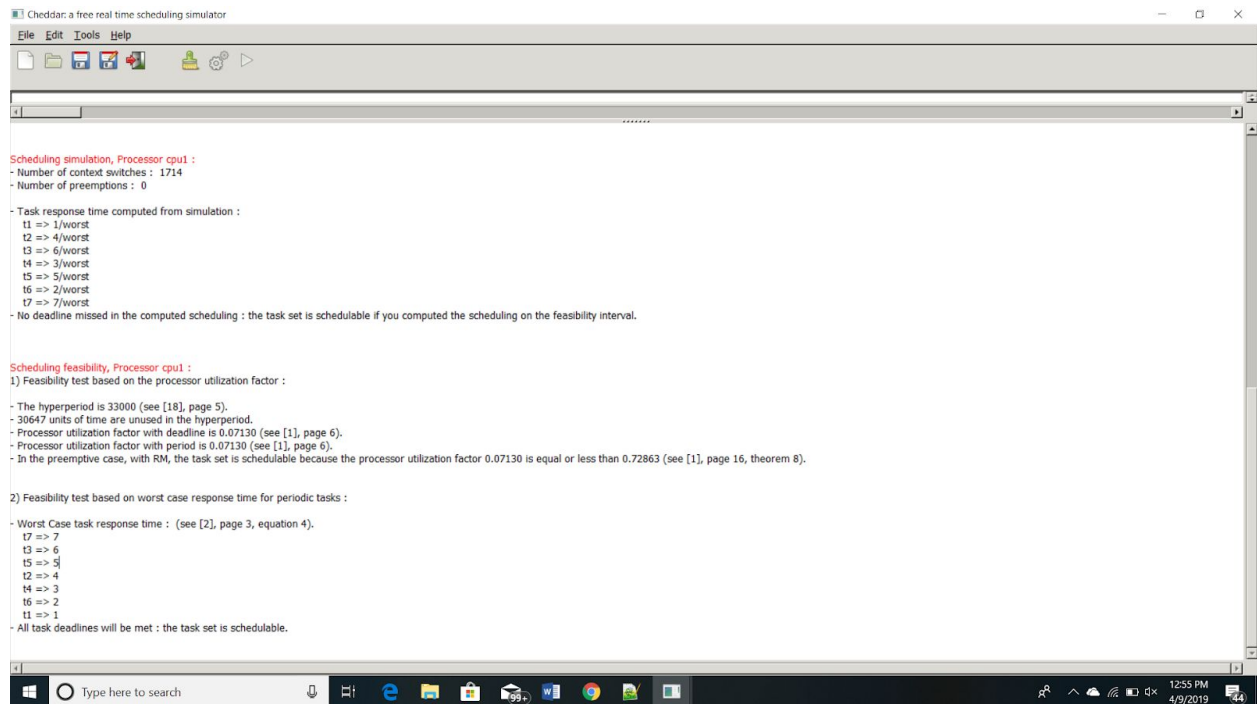 Cheddar: a free real time scheduling simulator
File Edit Tools Help
Scheduling simulation, Processor cpu1 :
- Number of context switches : 1714
- Number of preemptions : 0
- Task response time computed from simulation :
t1 => 1/worst
t2 => 4/worst
t3 => 6/worst
t4 => 3/worst
t5 => 5/worst
t6 => 2/worst
t7 => 7/worst
- No deadline missed in the computed scheduling : the task set is schedulable if you computed the scheduling on the feasibility interval.
Scheduling feasibility, Processor cpu1 :
1) Feasibility test based on the processor utilization factor :
- The hyperperiod is 33000 (see [18], page 5).
- 30647 units of time are unused in the hyperperiod.
- Processor utilization factor with deadline is 0.07130 (see [1], page 6).
- Processor utilization factor with period is 0.07130 (see [1], page 6).
- In the preemptive case, with RM, the task set is schedulable because the processor utilization factor 0.07130 is equal or less than 0.72863 (see [1], page 16, theorem 8).
2) Feasibility test based on worst case response time for periodic tasks :
- Worst Case task response time : (see [2], page 3, equation 4).
t7 => 7
t3 => 6
t5 => 5
t2 => 4
t4 => 3
t6 => 2
t1 => 1
- All task deadlines will be met : the task set is schedulable.
Type here to search
99+
12:55 PM
4/9/2019
44